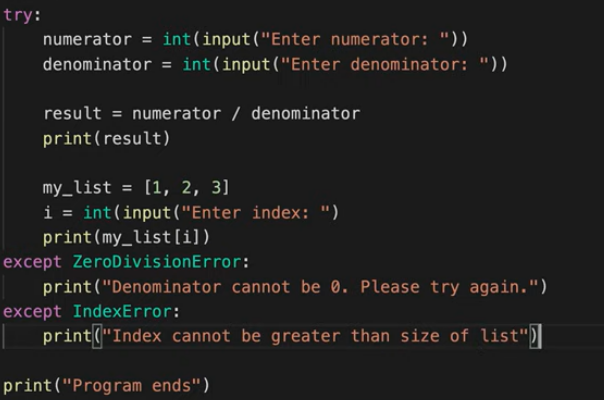 try:
    numerator = int(input("Enter numerator: "))
    denominator = int(input("Enter denominator: "))
    result = numerator / denominator
    print(result)
    my_list = [1, 2, 3]
    i = int(input("Enter index: ")
    print(my_list[i])
except ZeroDivisionError:
    print("Denominator cannot be 0. Please try again.")
except IndexError:
    print("Index cannot be greater than size of list")
print("Program ends")